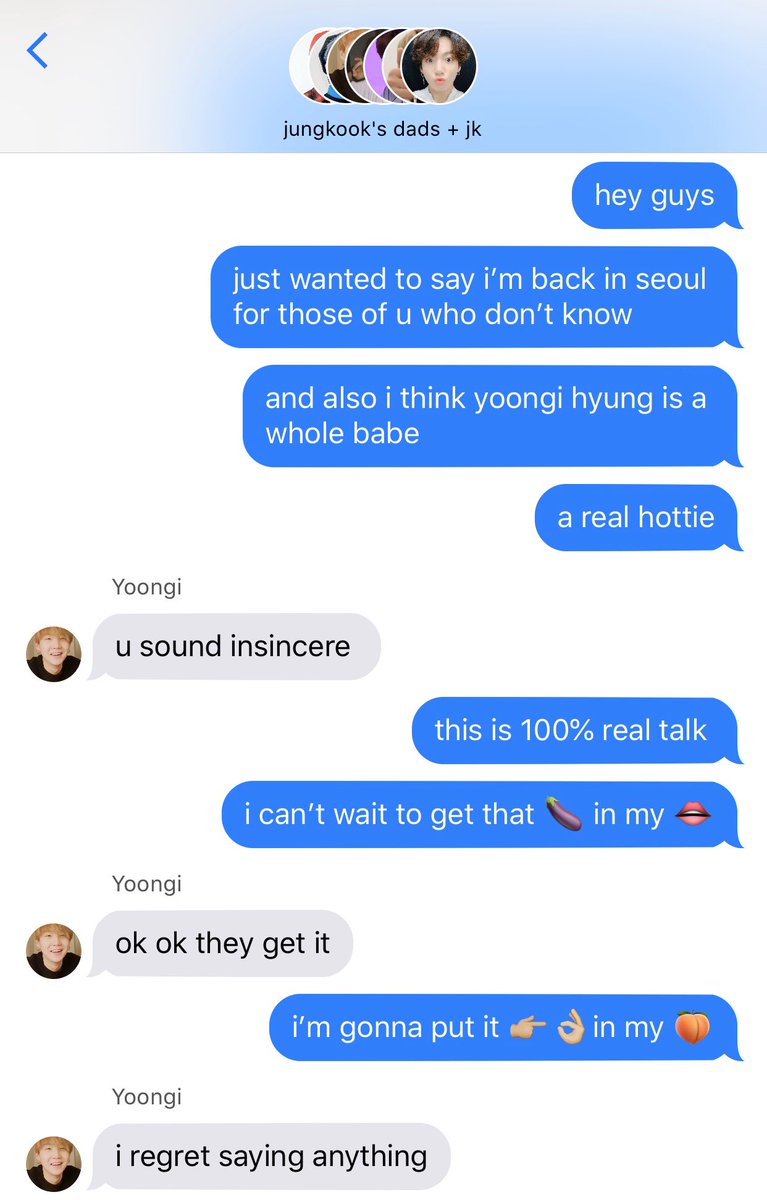 jungkook's dads + jk
hey guys
just wanted to say i’m back in seoul
for those of u who don’t know
and also i think yoongi hyung is a
whole babe
a real hottie
Yoongi
u sound insincere
this is 100% real talk
i can’t wait to get that 🍆 in my 👄
Yoongi
ok ok they get it
i’m gonna put it 👉🏼 👌🏼 in my 🍑
Yoongi
i regret saying anything